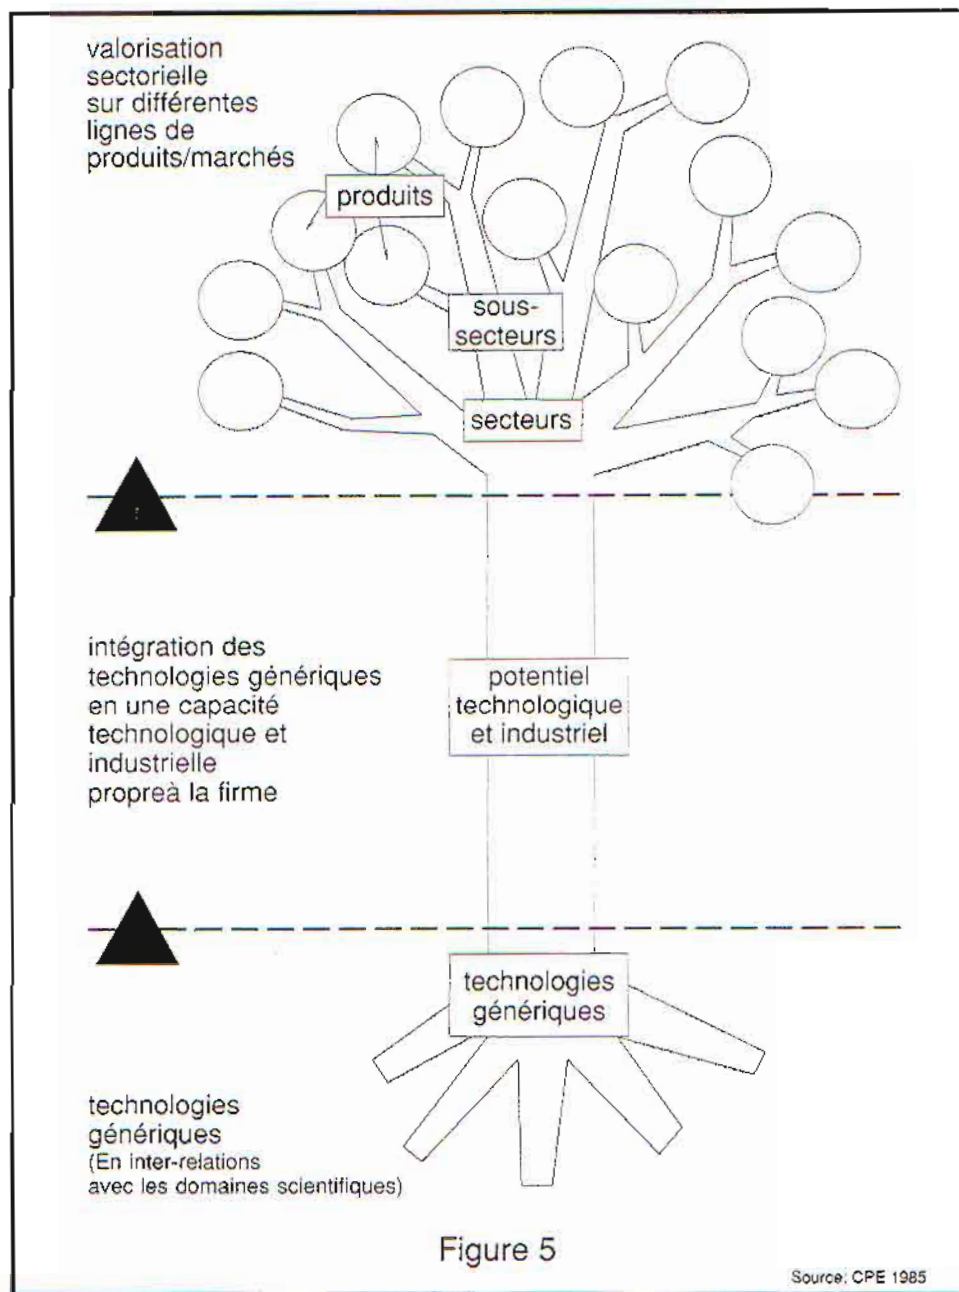 valorisation
sectorielle
sur différentes
lignes de
produits/marchés
produits
sous-
secteurs
secteurs
intégration des
technologies génériques
en une capacité
technologique et
industrielle
propreà la firme
potentiel
technologique
et industriel
technologies
génériques
technologies
génériques
(En inter-relations
avec les domaines scientifiques)
Figure 5
Source: CPE 1985